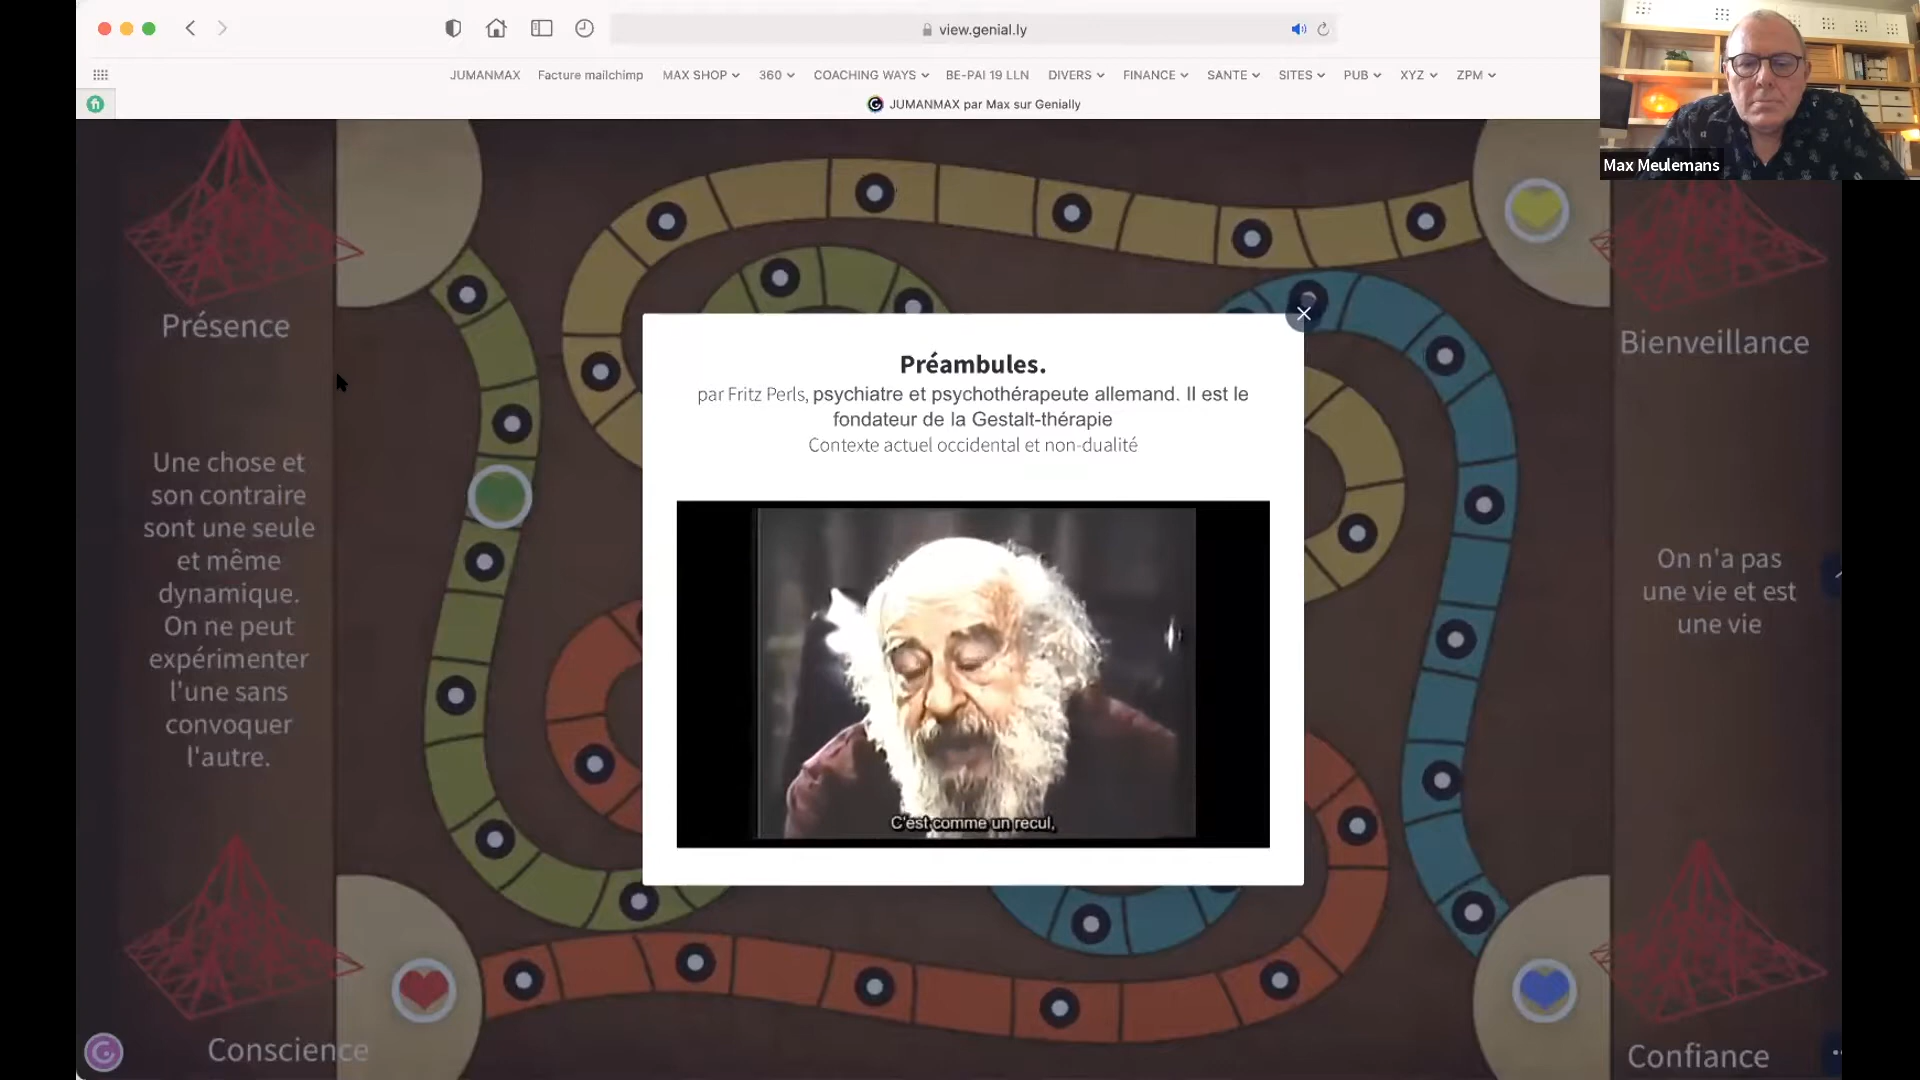 view.genial.ly
JUMANMAX
Facture mailchimp
MAX SHOP
360
COACHING WAYS
BE-PAI 19 LLN
DIVERS
FINANCE
SANTE
SITES
PUB
XYZ
ZPM
JUMANMAX par Max sur Genially
Max Meulemans
Présence
Bienveillance
Préambules.
par Fritz Perls, psychiatre et psychothérapeute allemand. Il est le
fondateur de la Gestalt-thérapie
Contexte actuel occidental et non-dualité
Une chose et
son contraire
sont une seule
et même
dynamique.
On ne peut
expérimenter
l'une sans
convoquer
l'autre.
On n'a pas
une vie et est
une vie
C'est comme un recul,
Conscience
Confiance